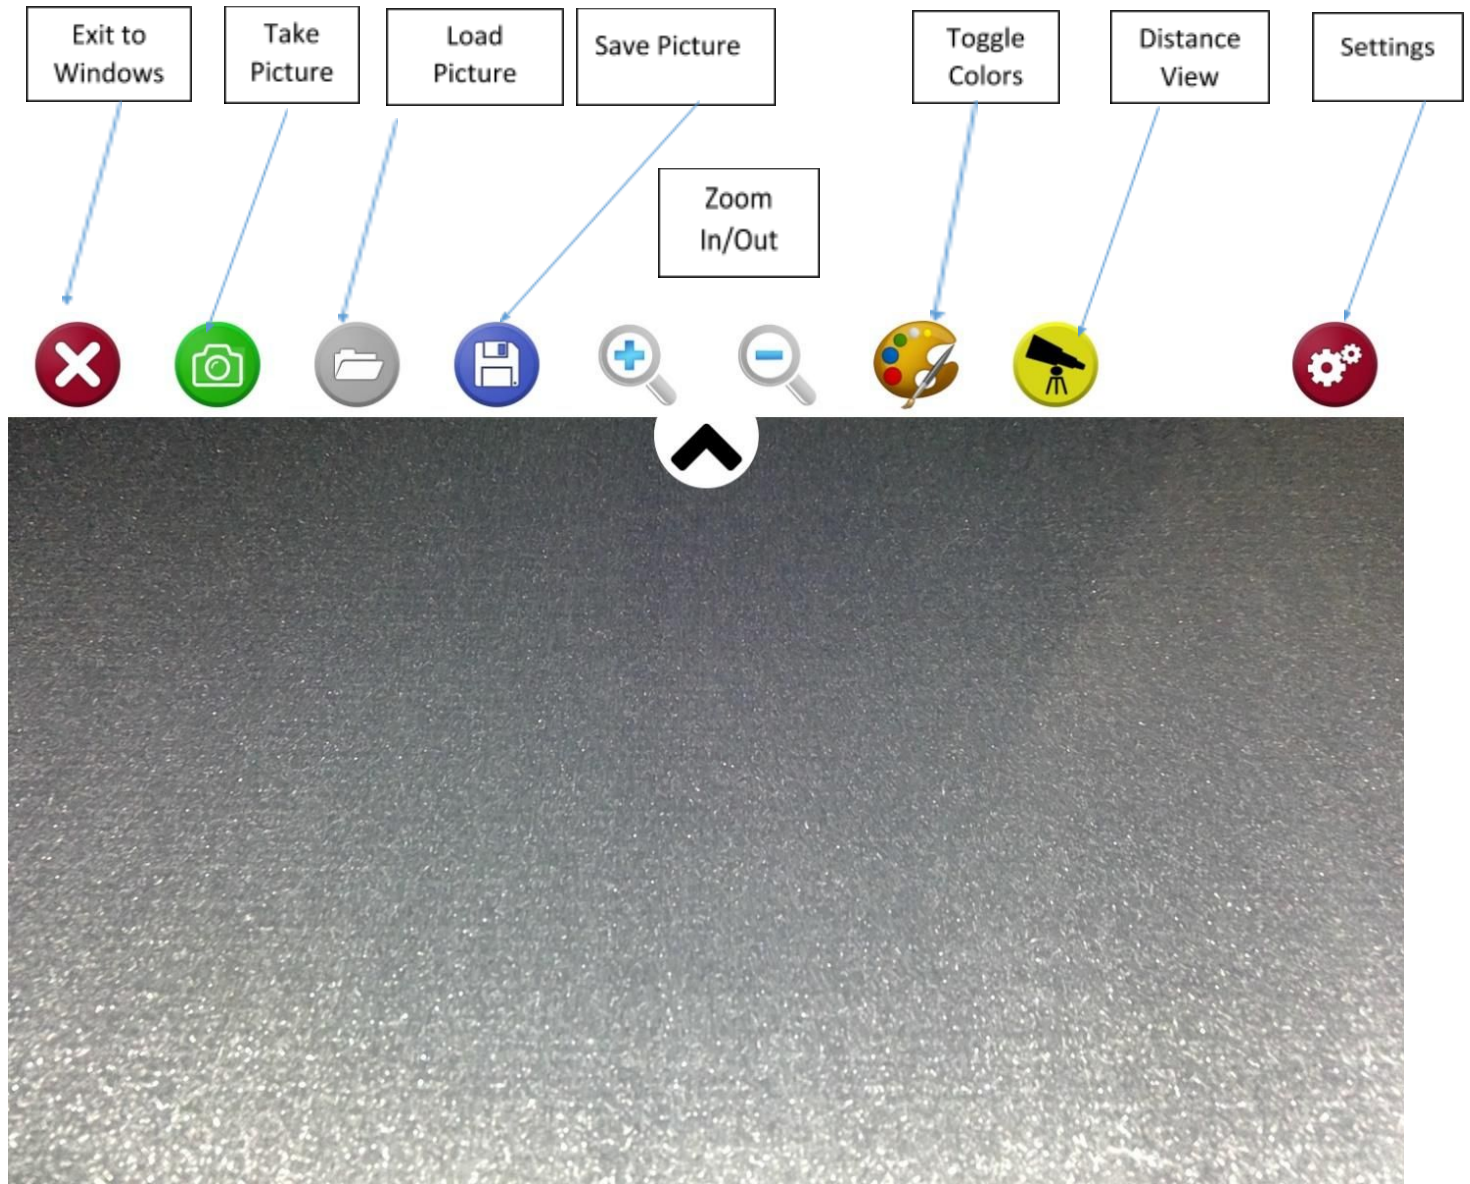 Exit to
Windows
Take
Picture
Load
Picture
Save Picture
Toggle
Colors
Distance
View
Settings
Zoom
In/Out